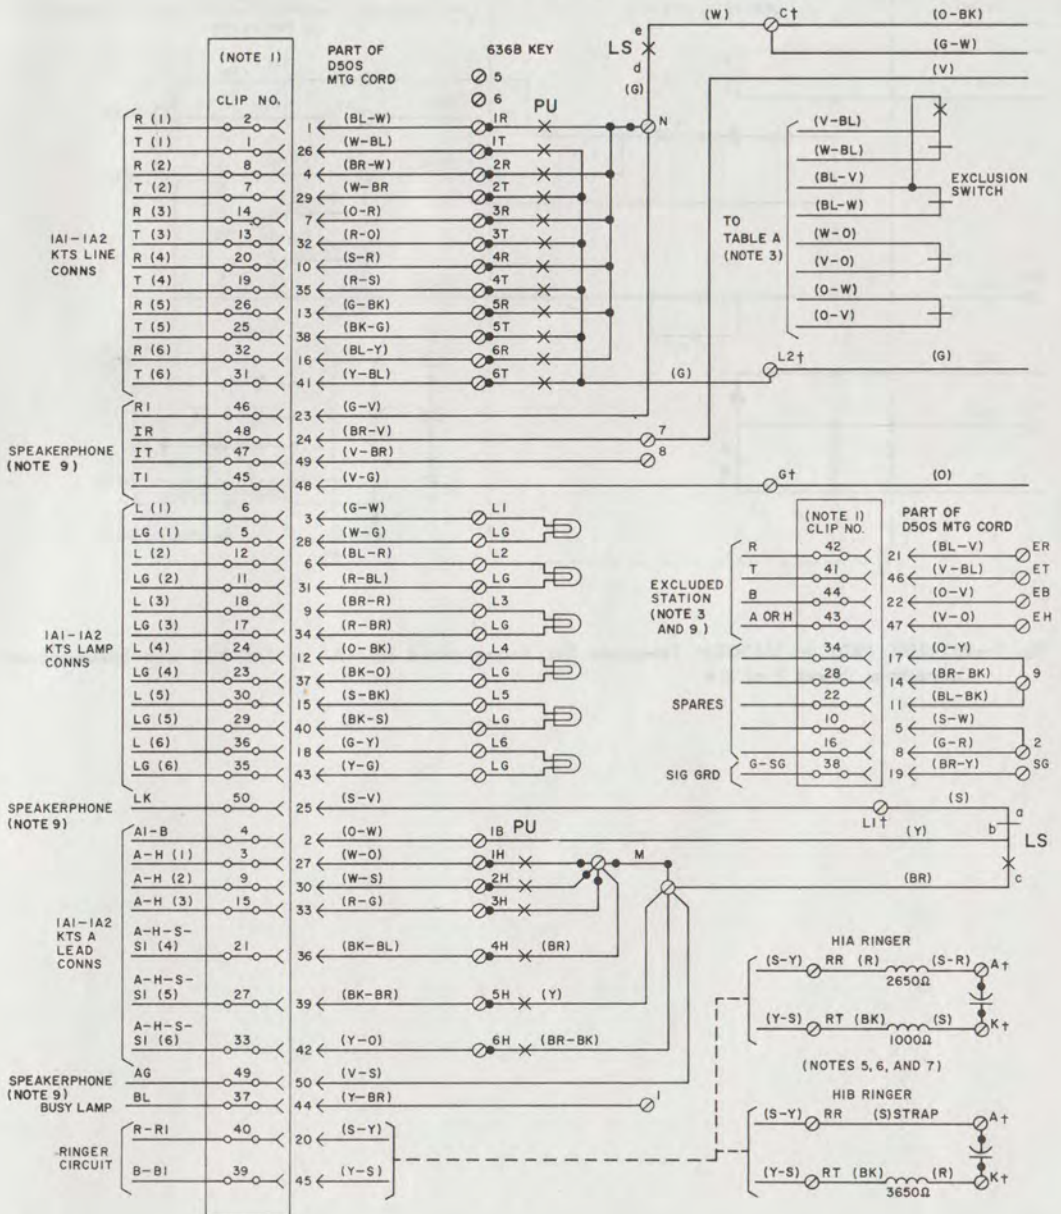 (NOTE 1)
CLIP NO.
PART OF
D50S
MTG CORD
636B KEY
5
6
PU
(W)
C†
(O-BK)
(G-W)
e
LS
d
(G)
(V)
N
R (1) 2 1 (BL-W) 1R
T (1) 1 26 (W-BL) 1T
R (2) 8 4 (BR-W) 2R
T (2) 7 29 (W-BR 2T
R (3) 14 7 (O-R) 3R
T (3) 13 32 (R-O) 3T
R (4) 20 10 (S-R) 4R
T (4) 19 35 (R-S) 4T
R (5) 26 13 (G-BK) 5R
T (5) 25 38 (BK-G) 5T
R (6) 32 16 (BL-Y) 6R
T (6) 31 41 (Y-BL) 6T
1A1-1A2
KTS LINE
CONNS
(G)
L2†
(G)
TO
TABLE A
(NOTE 3)
(V-BL)
(W-BL)
(BL-V)
(BL-W)
(W-O)
(V-O)
(O-W)
(O-V)
EXCLUSION
SWITCH
SPEAKERPHONE
(NOTE 9)
R1 46 23 (G-V)
1R 48 24 (BR-V) 7
1T 47 49 (V-BR) 8
T1 45 48 (V-G) G† (O)
1A1-1A2
KTS LAMP
CONNS
L (1) 6 3 (G-W) L1
LG (1) 5 28 (W-G) LG
L (2) 12 6 (BL-R) L2
LG (2) 11 31 (R-BL) LG
L (3) 18 9 (BR-R) L3
LG (3) 17 34 (R-BR) LG
L (4) 24 12 (O-BK) L4
LG (4) 23 37 (BK-O) LG
L (5) 30 15 (S-BK) L5
LG (5) 29 40 (BK-S) LG
L (6) 36 18 (G-Y) L6
LG (6) 35 43 (Y-G) LG
(NOTE 1)
CLIP NO.
PART OF
D50S MTG CORD
EXCLUDED
STATION
(NOTE 3
AND 9)
R 42 21 (BL-V) ER
T 41 46 (V-BL) ET
B 44 22 (O-V) EB
A OR H 43 47 (V-O) EH
SPARES
34 17 (O-Y)
28 14 (BR-BK) 9
22 11 (BL-BK)
10 5 (S-W)
16 8 (G-R) 2
SIG GRD
G-SG 38 19 (BR-Y) SG
SPEAKERPHONE
(NOTE 9)
LK 50 25 (S-V) L1† (S)
a
b
LS
c
1A1-1A2
KTS A
LEAD
CONNS
A1-B 4 2 (O-W) 1B PU (Y)
A-H (1) 3 27 (W-O) 1H M
A-H (2) 9 30 (W-S) 2H (BR)
A-H (3) 15 33 (R-G) 3H
A-H-S-
S1 (4) 21 36 (BK-BL) 4H (BR)
A-H-S-
S1 (5) 27 39 (BK-BR) 5H (Y)
A-H-S-
S1 (6) 33 42 (Y-O) 6H (BR-BK)
SPEAKERPHONE
(NOTE 9)
AG 49 50 (V-S)
BUSY LAMP
BL 37 44 (Y-BR) 1
RINGER
CIRCUIT
R-R1 40 20 (S-Y)
B-B1 39 45 (Y-S)
H1A RINGER
(S-Y) RR (R) (S-R) A†
2650Ω
(Y-S) RT (BK) (S) K†
1000Ω
(NOTES 5, 6, AND 7)
H1B RINGER
(S-Y) RR (S) STRAP A†
(Y-S) RT (BK) (R) K†
3650Ω